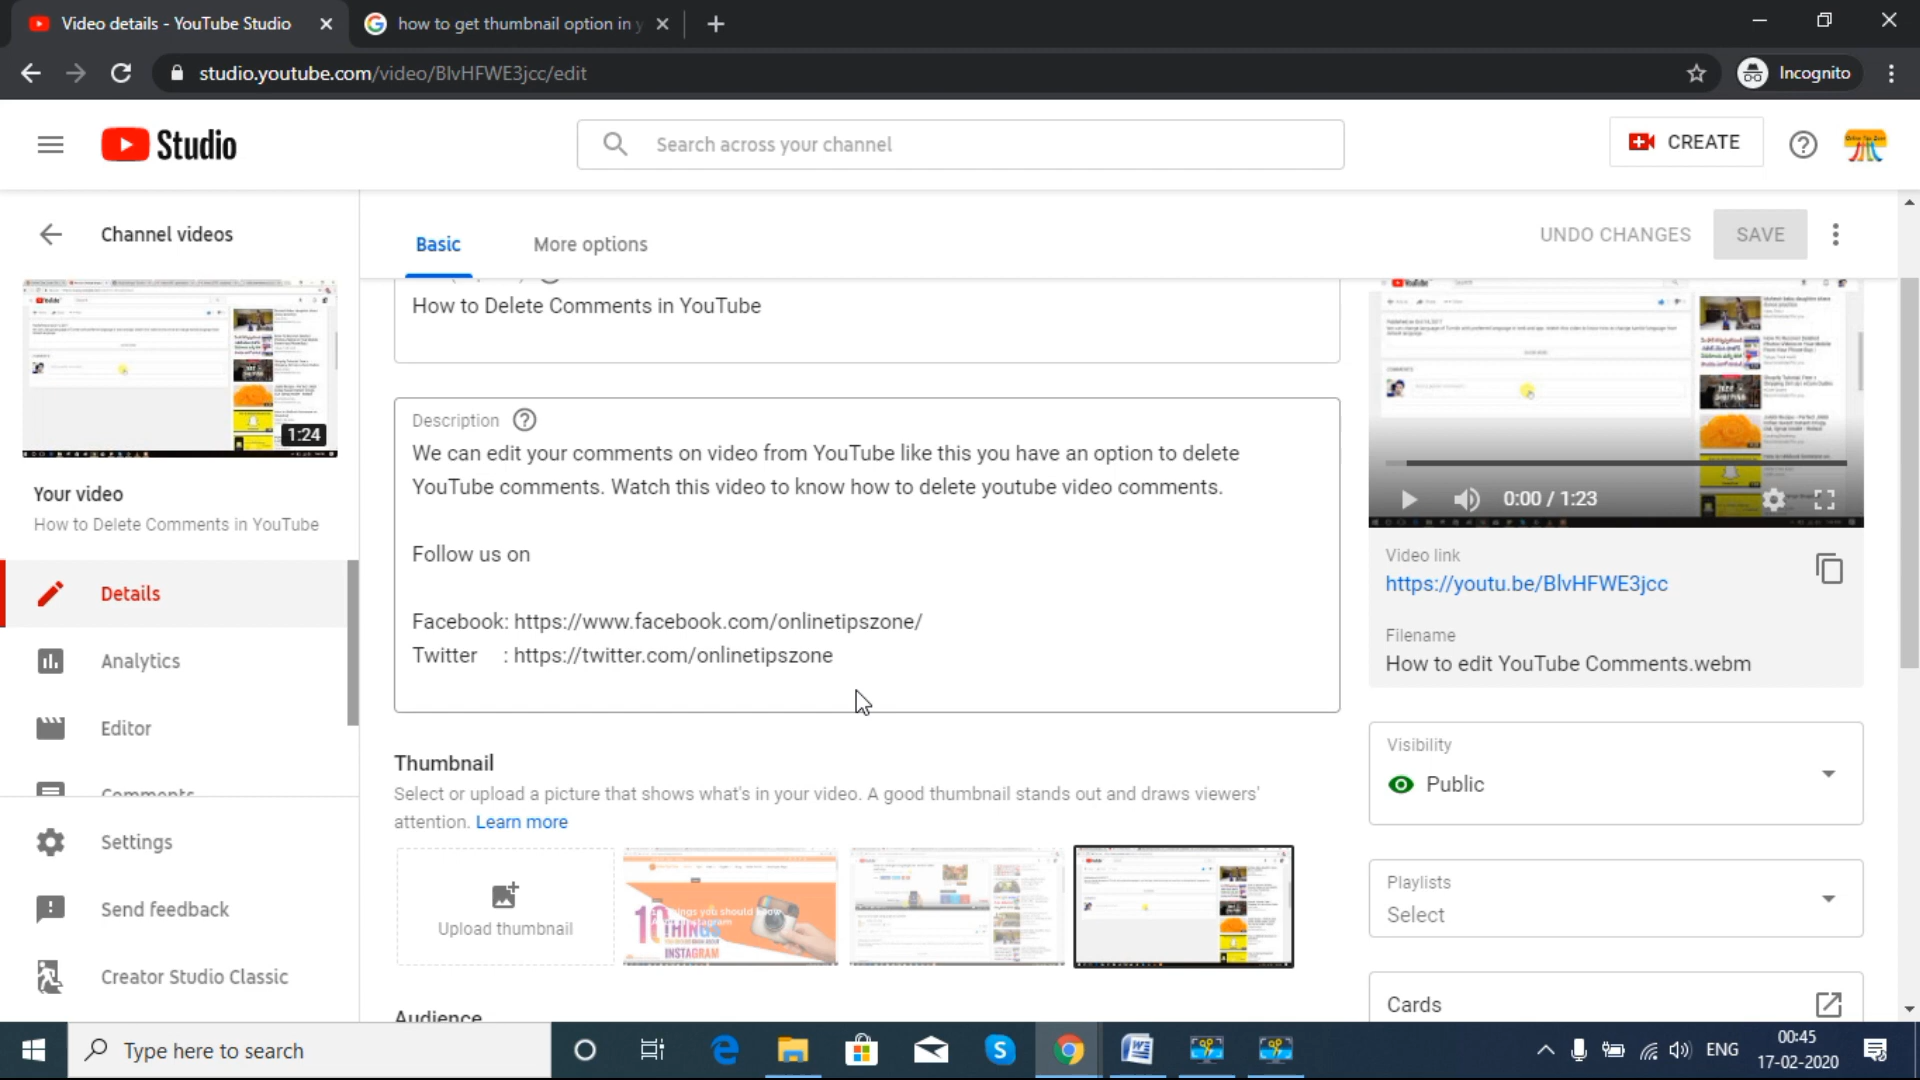 Video details - YouTube Studio
how to get thumbnail option in y
studio.youtube.com/video/BlvHFWE3jcc/edit
Incognito
Studio
Search across your channel
CREATE
Channel videos
Basic
More options
UNDO CHANGES
SAVE
1:24
Your video
How to Delete Comments in YouTube
Details
Analytics
Editor
Comments
Settings
Send feedback
Creator Studio Classic
How to Delete Comments in YouTube
Description
We can edit your comments on video from YouTube like this you have an option to delete
YouTube comments. Watch this video to know how to delete youtube video comments.
Follow us on
Facebook: https://www.facebook.com/onlinetipszone/
Twitter : https://twitter.com/onlinetipszone
Thumbnail
Select or upload a picture that shows what's in your video. A good thumbnail stands out and draws viewers'
attention. Learn more
Upload thumbnail
10 THINGS
INSTAGRAM
Audience
0:00 / 1:23
Video link
https://youtu.be/BlvHFWE3jcc
Filename
How to edit YouTube Comments.webm
Visibility
Public
Playlists
Select
Cards
Type here to search
ENG
00:45
17-02-2020